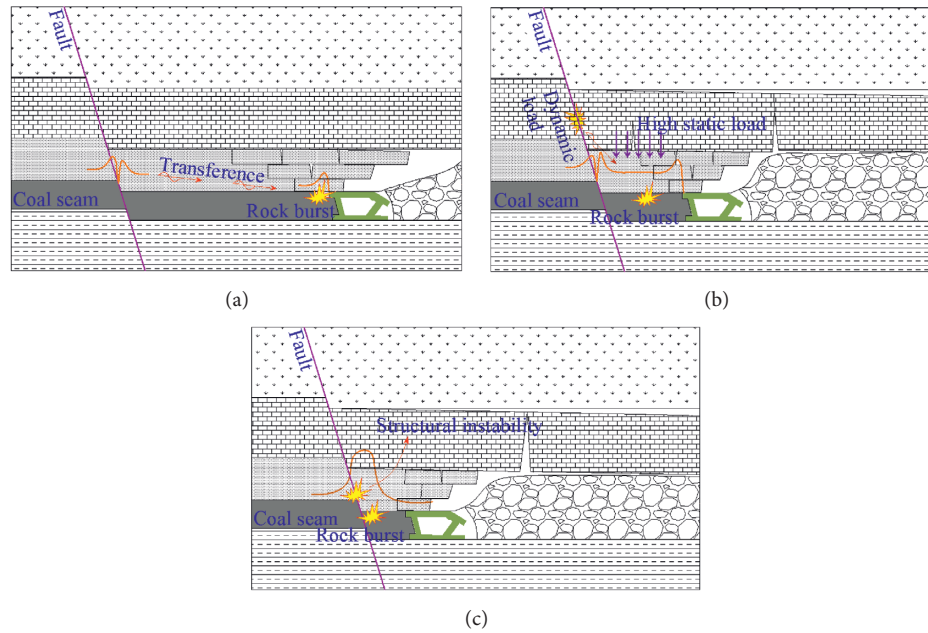 Fault
Transference
Coal seam
Rock burst
(a)
Fault
Dynamic
load
High static load
Coal seam
Rock burst
(b)
Fault
Structural instability
Coal seam
Rock burst
(c)